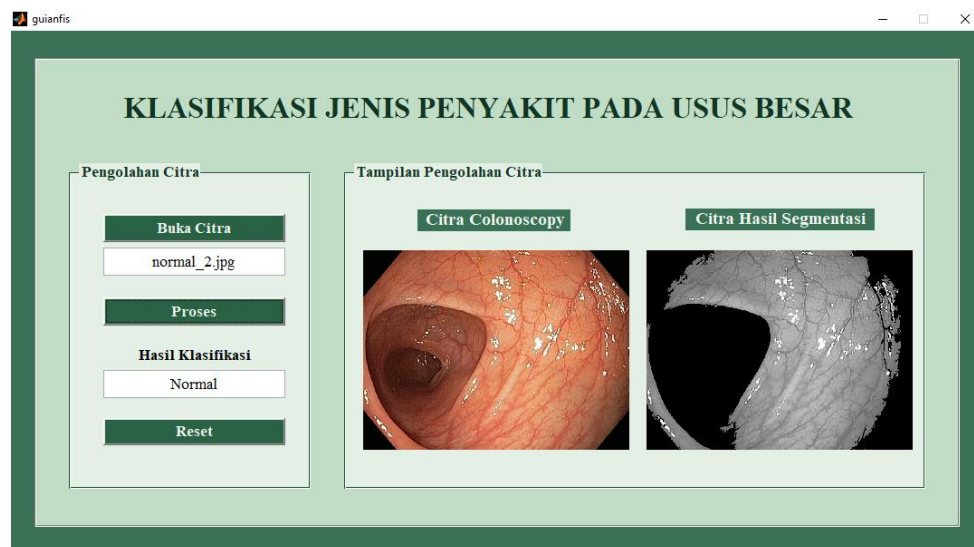 guianfis
KLASIFIKASI JENIS PENYAKIT PADA USUS BESAR
Pengolahan Citra
Buka Citra
normal_2.jpg
Proses
Hasil Klasifikasi
Normal
Reset
Tampilan Pengolahan Citra
Citra Colonoscopy
Citra Hasil Segmentasi